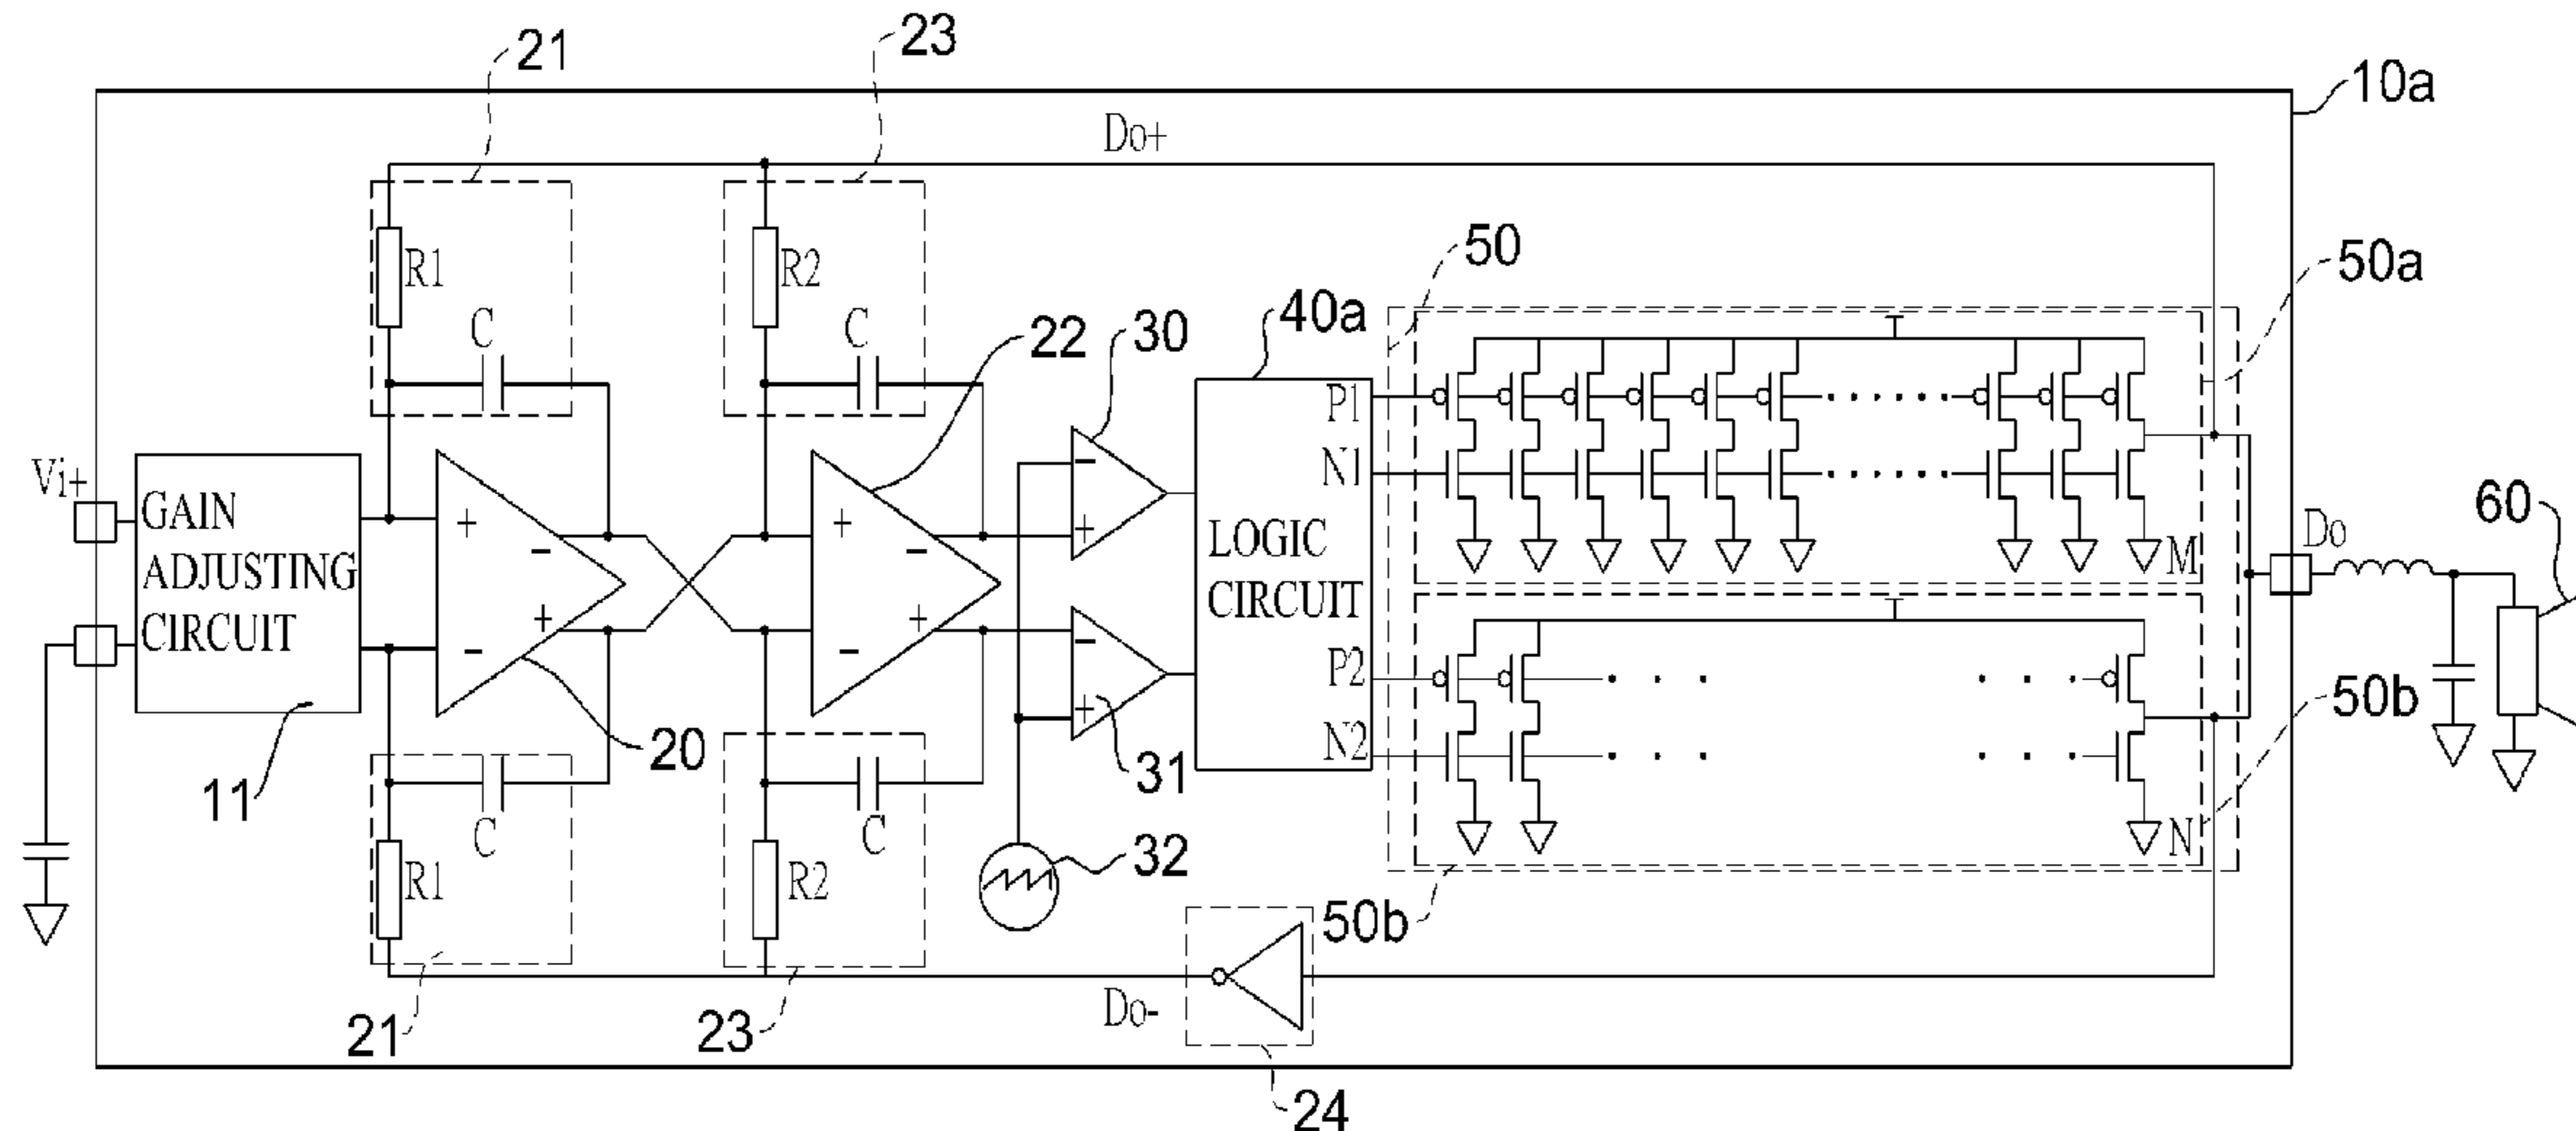 21
23
10a
Do+
50
50a
R1
R2
C
C
22
30
40a
P1
N1
Vi+
GAIN
ADJUSTING
CIRCUIT
+
-
+
-
+
-
+
-
-
+
-
+
LOGIC
CIRCUIT
M
Do
60
P2
N2
50b
11
20
31
C
C
R1
R2
32
N
50b
21
23
Do-
24